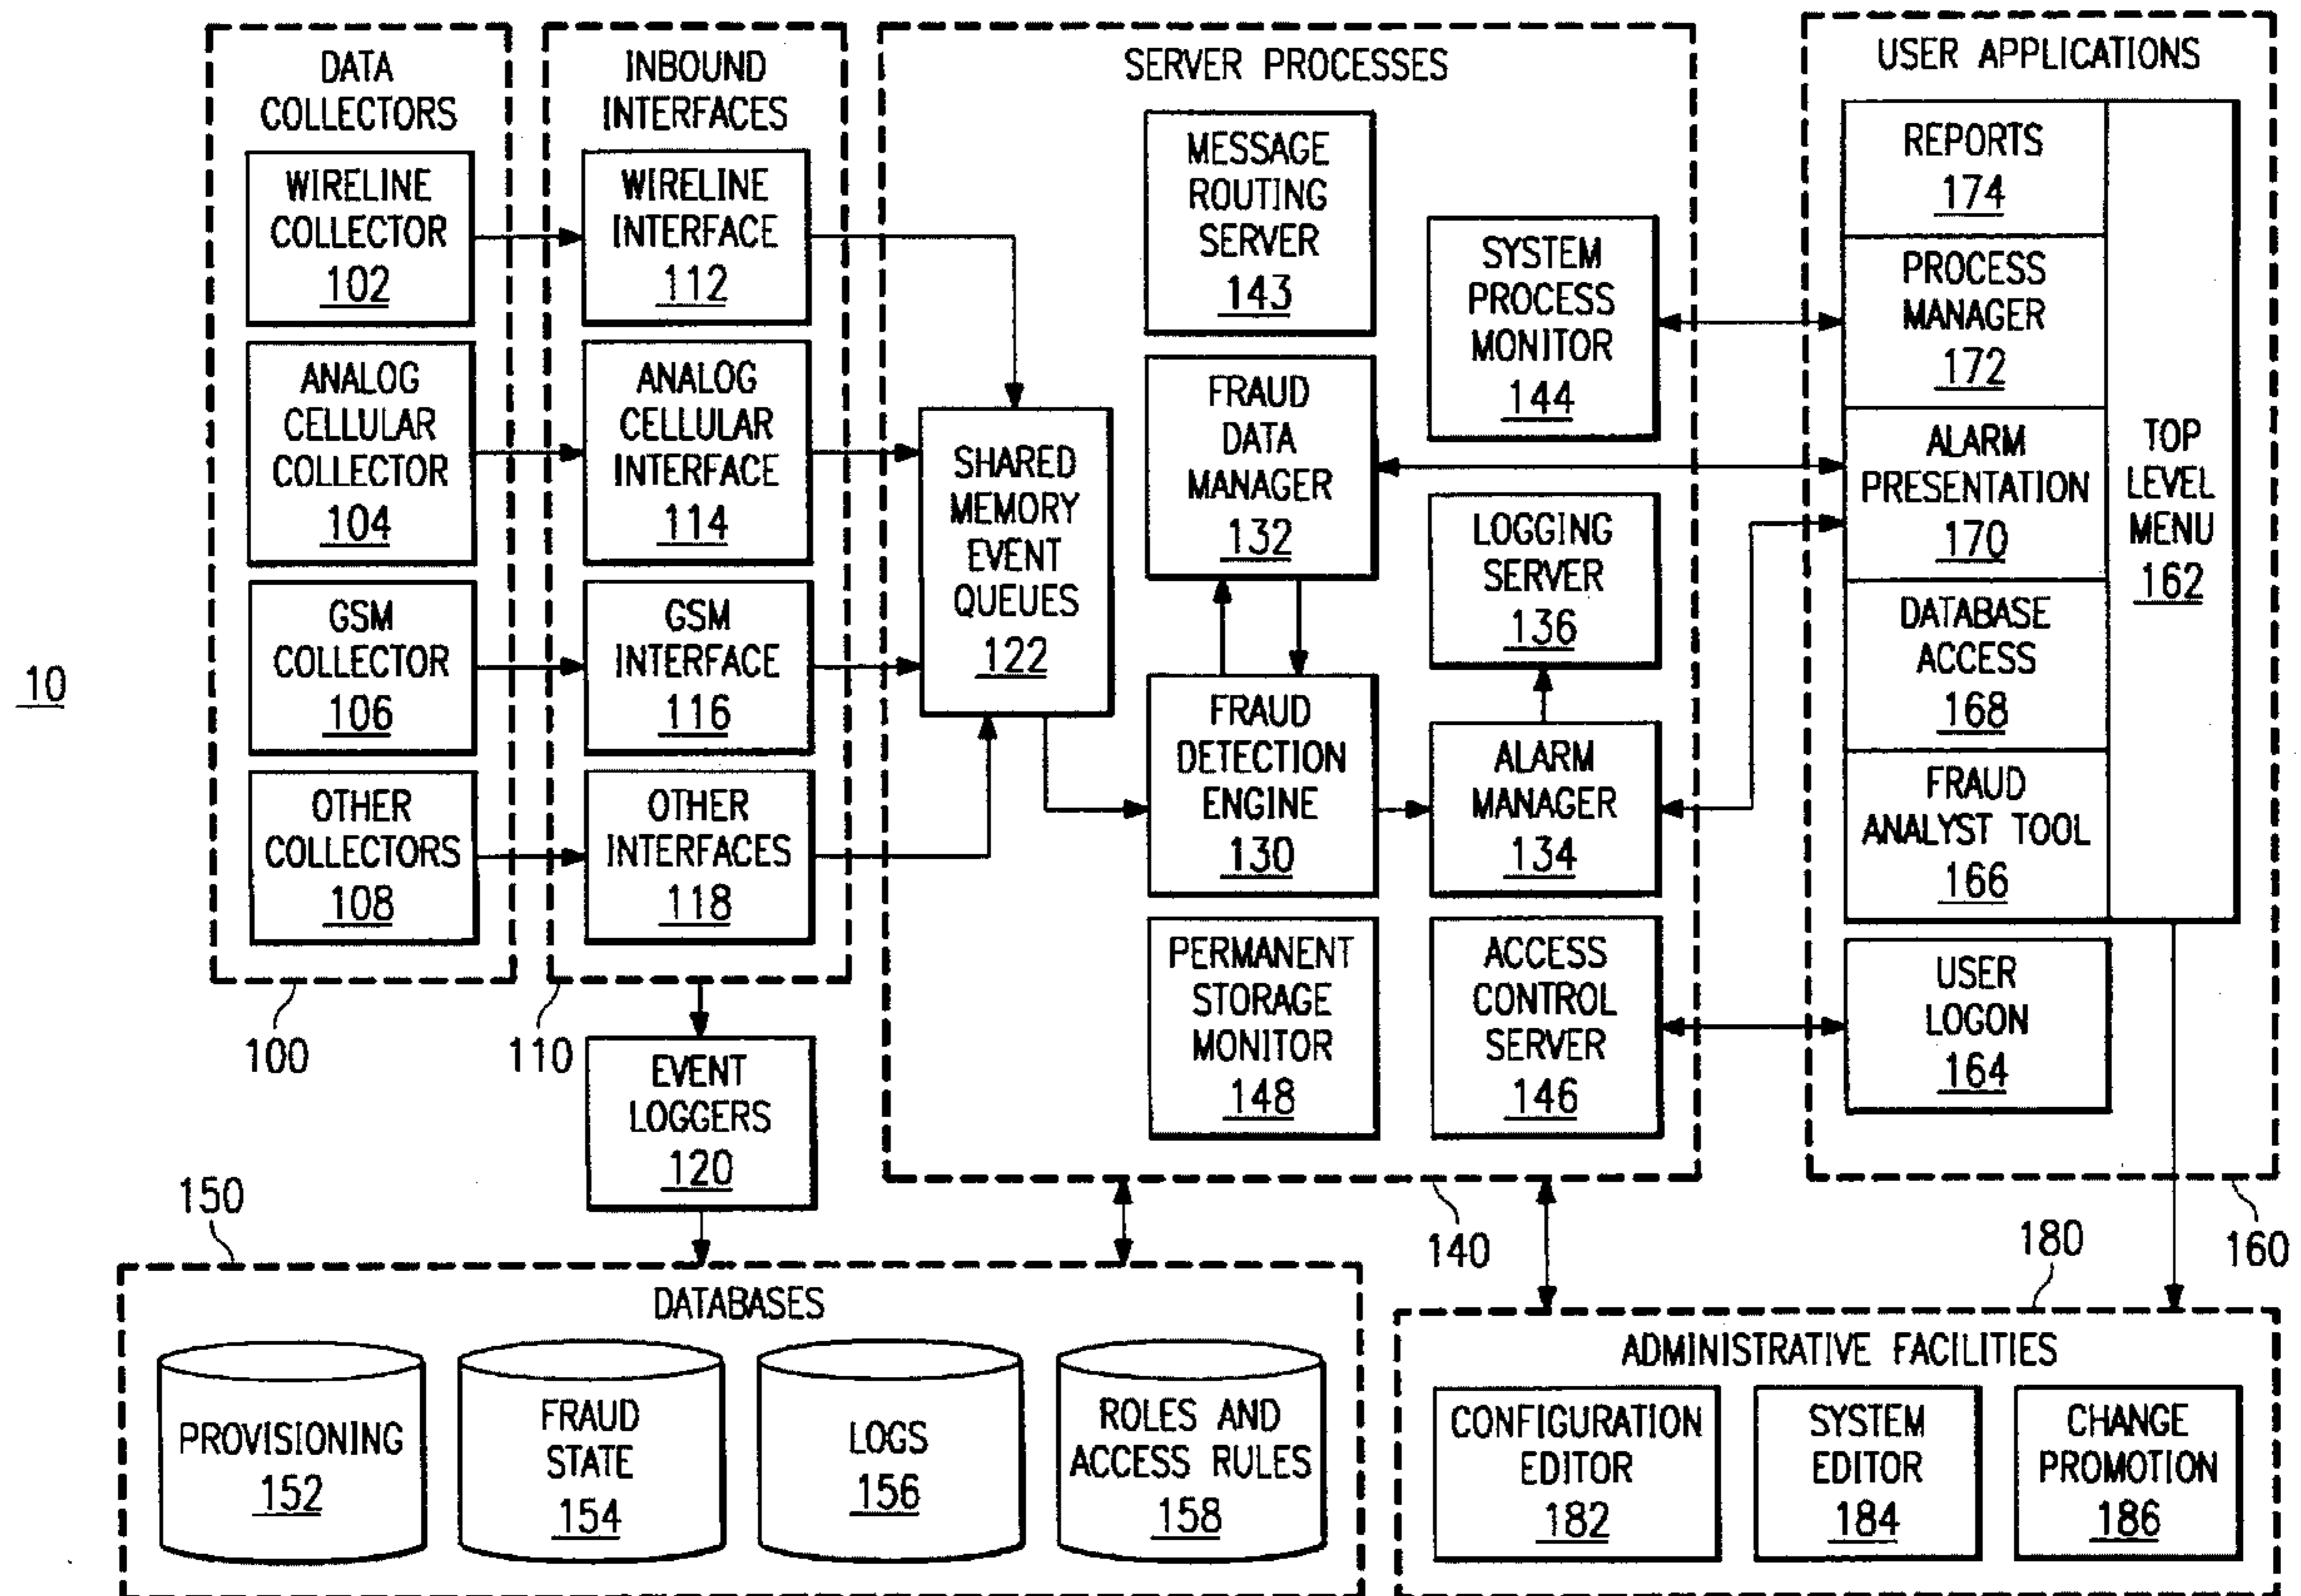 10
DATA
COLLECTORS
WIRELINE
COLLECTOR
102
ANALOG
CELLULAR
COLLECTOR
104
GSM
COLLECTOR
106
OTHER
COLLECTORS
108
100
INBOUND
INTERFACES
WIRELINE
INTERFACE
112
ANALOG
CELLULAR
INTERFACE
114
GSM
INTERFACE
116
OTHER
INTERFACES
118
110
EVENT
LOGGERS
120
SERVER PROCESSES
SHARED
MEMORY
EVENT
QUEUES
122
MESSAGE
ROUTING
SERVER
143
FRAUD
DATA
MANAGER
132
FRAUD
DETECTION
ENGINE
130
PERMANENT
STORAGE
MONITOR
148
SYSTEM
PROCESS
MONITOR
144
LOGGING
SERVER
136
ALARM
MANAGER
134
ACCESS
CONTROL
SERVER
146
140
USER APPLICATIONS
REPORTS
174
PROCESS
MANAGER
172
ALARM
PRESENTATION
170
DATABASE
ACCESS
168
FRAUD
ANALYST TOOL
166
TOP
LEVEL
MENU
162
USER
LOGON
164
160
150
DATABASES
PROVISIONING
152
FRAUD
STATE
154
LOGS
156
ROLES AND
ACCESS RULES
158
180
ADMINISTRATIVE FACILITIES
CONFIGURATION
EDITOR
182
SYSTEM
EDITOR
184
CHANGE
PROMOTION
186